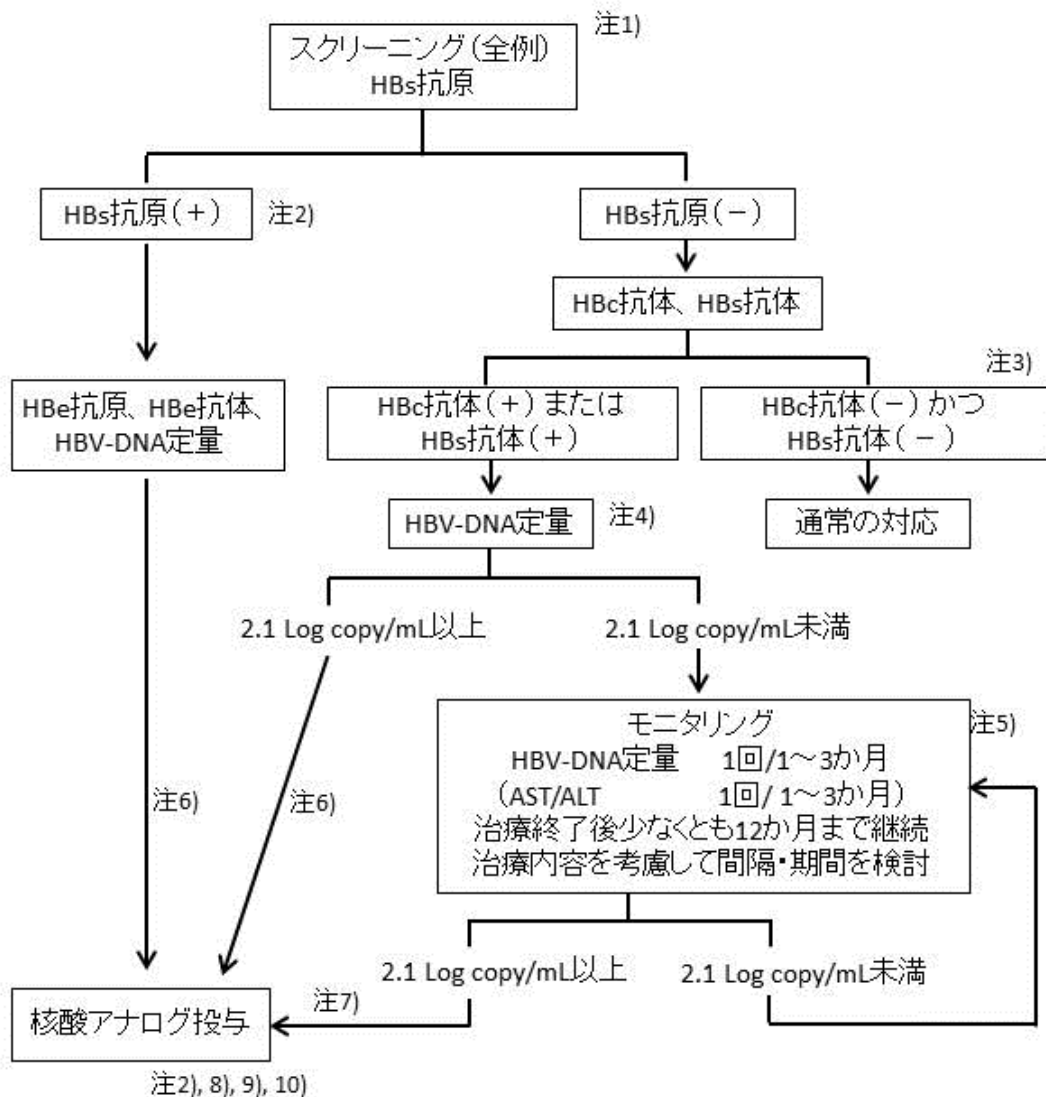 注1)
スクリーニング(全例)
HBs抗原
HBs抗原(+)
注2)
HBs抗原(-)
HBc抗体、HBs抗体
注3)
HBe抗原、HBe抗体、
HBV-DNA定量
HBc抗体(+)または
HBs抗体(+)
HBc抗体(-)かつ
HBs抗体(-)
HBV-DNA定量
注4)
通常の対応
2.1 Log copy/mL以上
2.1 Log copy/mL未満
注5)
モニタリング
HBV-DNA定量 1回/1~3か月
(AST/ALT 1回/ 1~3か月)
治療終了後少なくとも12か月まで継続
治療内容を考慮して間隔・期間を検討
注6)
注6)
2.1 Log copy/mL以上
2.1 Log copy/mL未満
注7)
核酸アナログ投与
注2), 8), 9), 10)